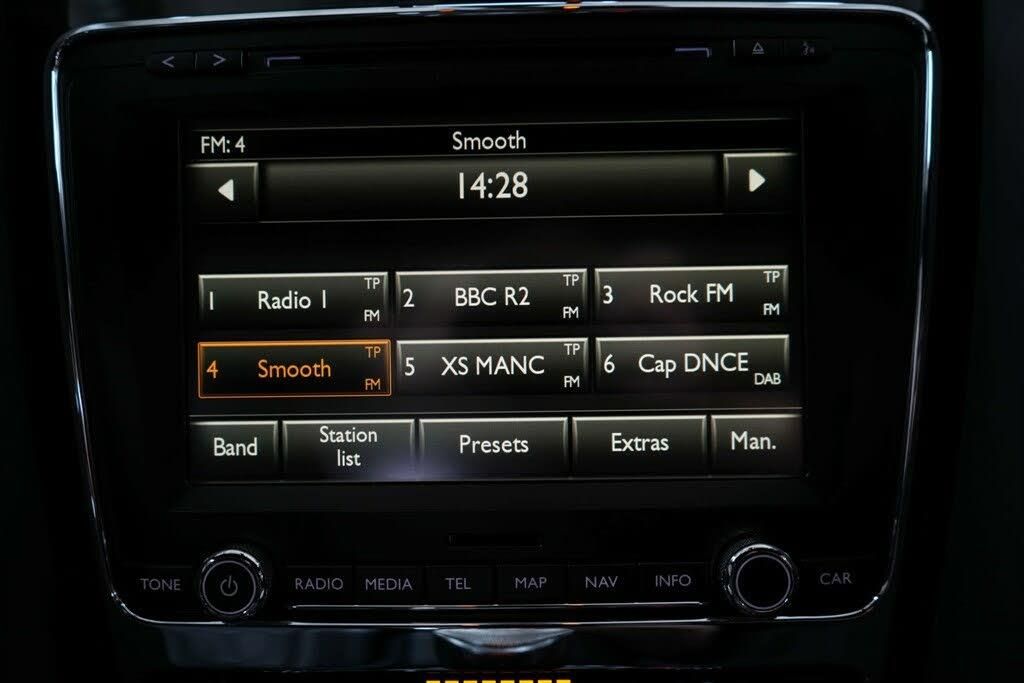 FM: 4 Smooth
14:28
1 Radio 1 TP FM
2 BBC R2 TP FM
3 Rock FM TP FM
4 Smooth TP FM
5 XS MANC TP FM
6 Cap DNCE DAB
Band
Station
list
Presets
Extras
Man.
TONE RADIO MEDIA TEL MAP NAV INFO CAR